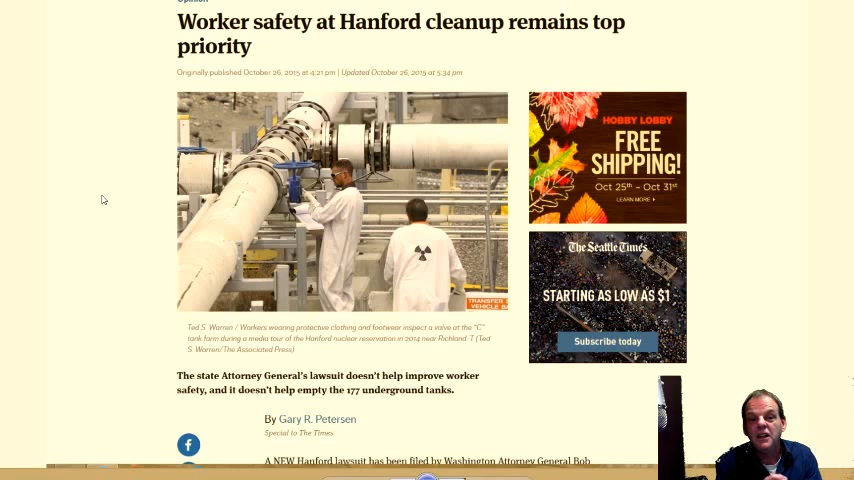 Opinion
Worker safety at Hanford cleanup remains top
priority
Originally published October 26, 2015 at 4:21 pm | Updated October 26, 2015 at 5:34 pm
HOBBY LOBBY
FREE
SHIPPING!
Oct 25th - Oct 31st
LEARN MORE
The Seattle Times
STARTING AS LOW AS $1
Subscribe today
TRANSFER
VEHICLE
Ted S. Warren / Workers wearing protective clothing and footwear inspect a valve at the "C"
tank farm during a media tour of the Hanford nuclear reservation in 2014 near Richland. T (Ted
S. Warren/The Associated Press)
The state Attorney General's lawsuit doesn't help improve worker
safety, and it doesn't help empty the 177 underground tanks.
By Gary R. Petersen
Special to The Times
f
A NEW Hanford lawsuit has been filed by Washington Attorney General Bob